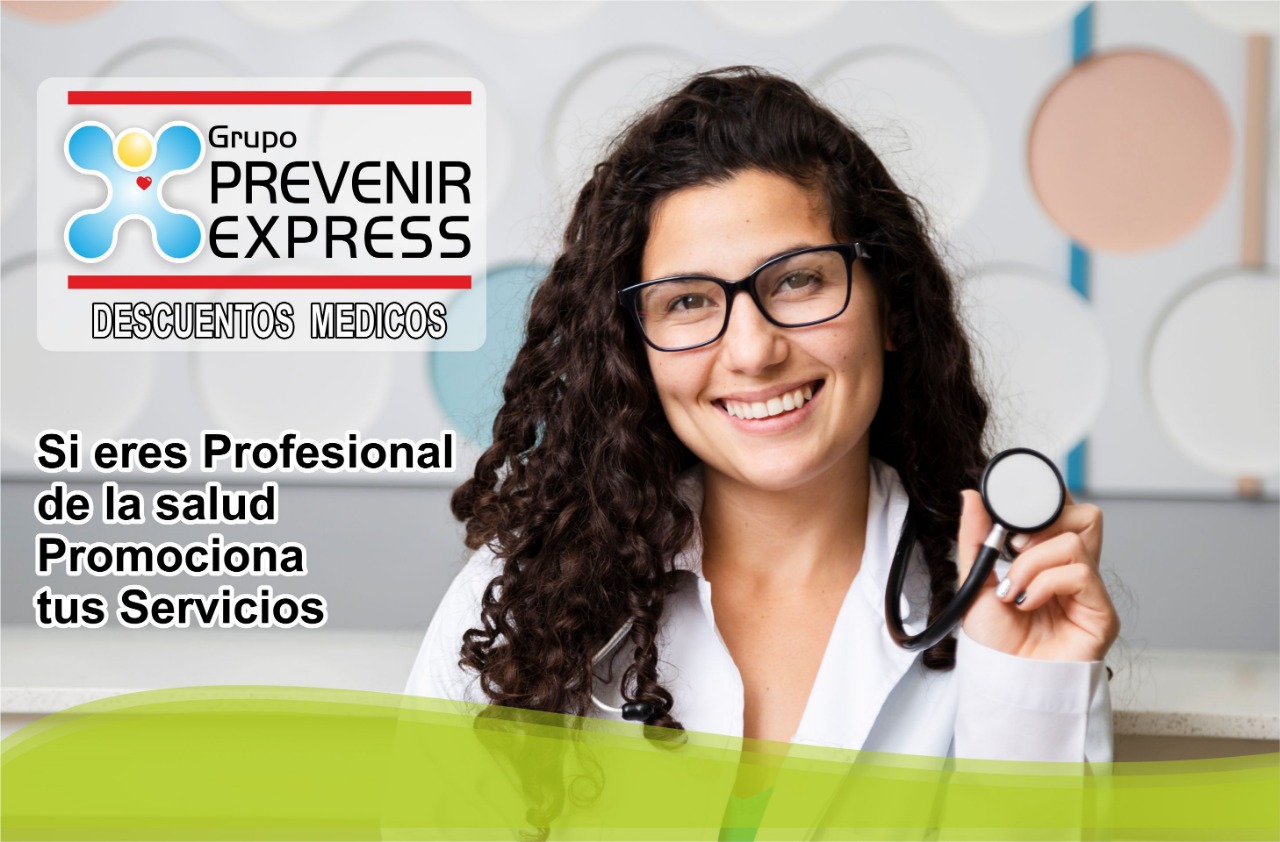 Grupo
PREVENIR
EXPRESS
DESCUENTOS MEDICOS
Si eres Profesional
de la salud
Promociona
tus Servicios